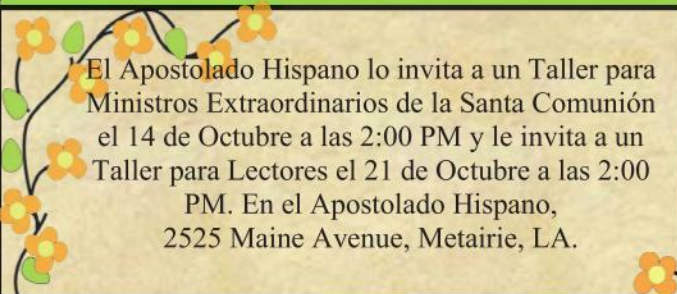 El Apostolado Hispano lo invita a un Taller para
Ministros Extraordinarios de la Santa Comunión
el 14 de Octubre a las 2:00 PM y le invita a un
Taller para Lectores el 21 de Octubre a las 2:00
PM. En el Apostolado Hispano,
2525 Maine Avenue, Metairie, LA.